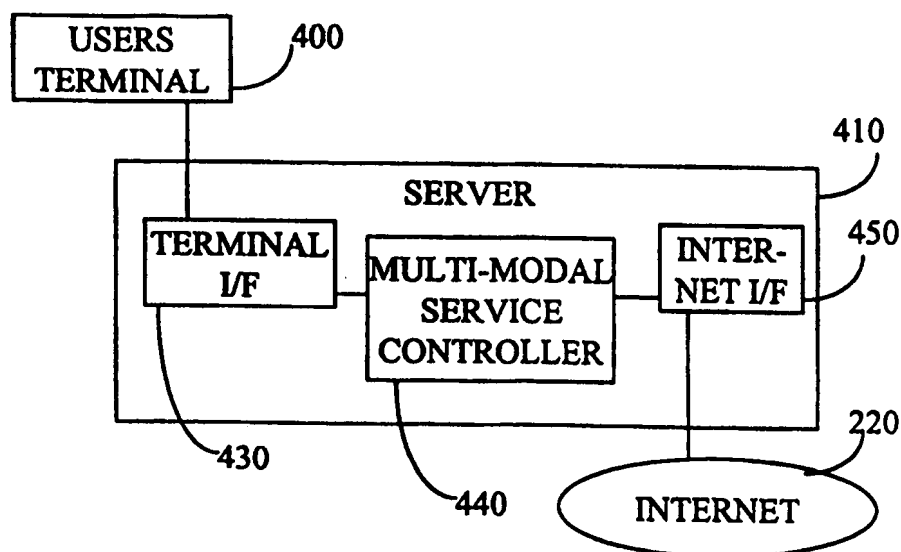 USERS
TERMINAL
400
410
SERVER
TERMINAL
I/F
MULTI-MODAL
SERVICE
CONTROLLER
INTER-
NET I/F
450
430
440
220
INTERNET